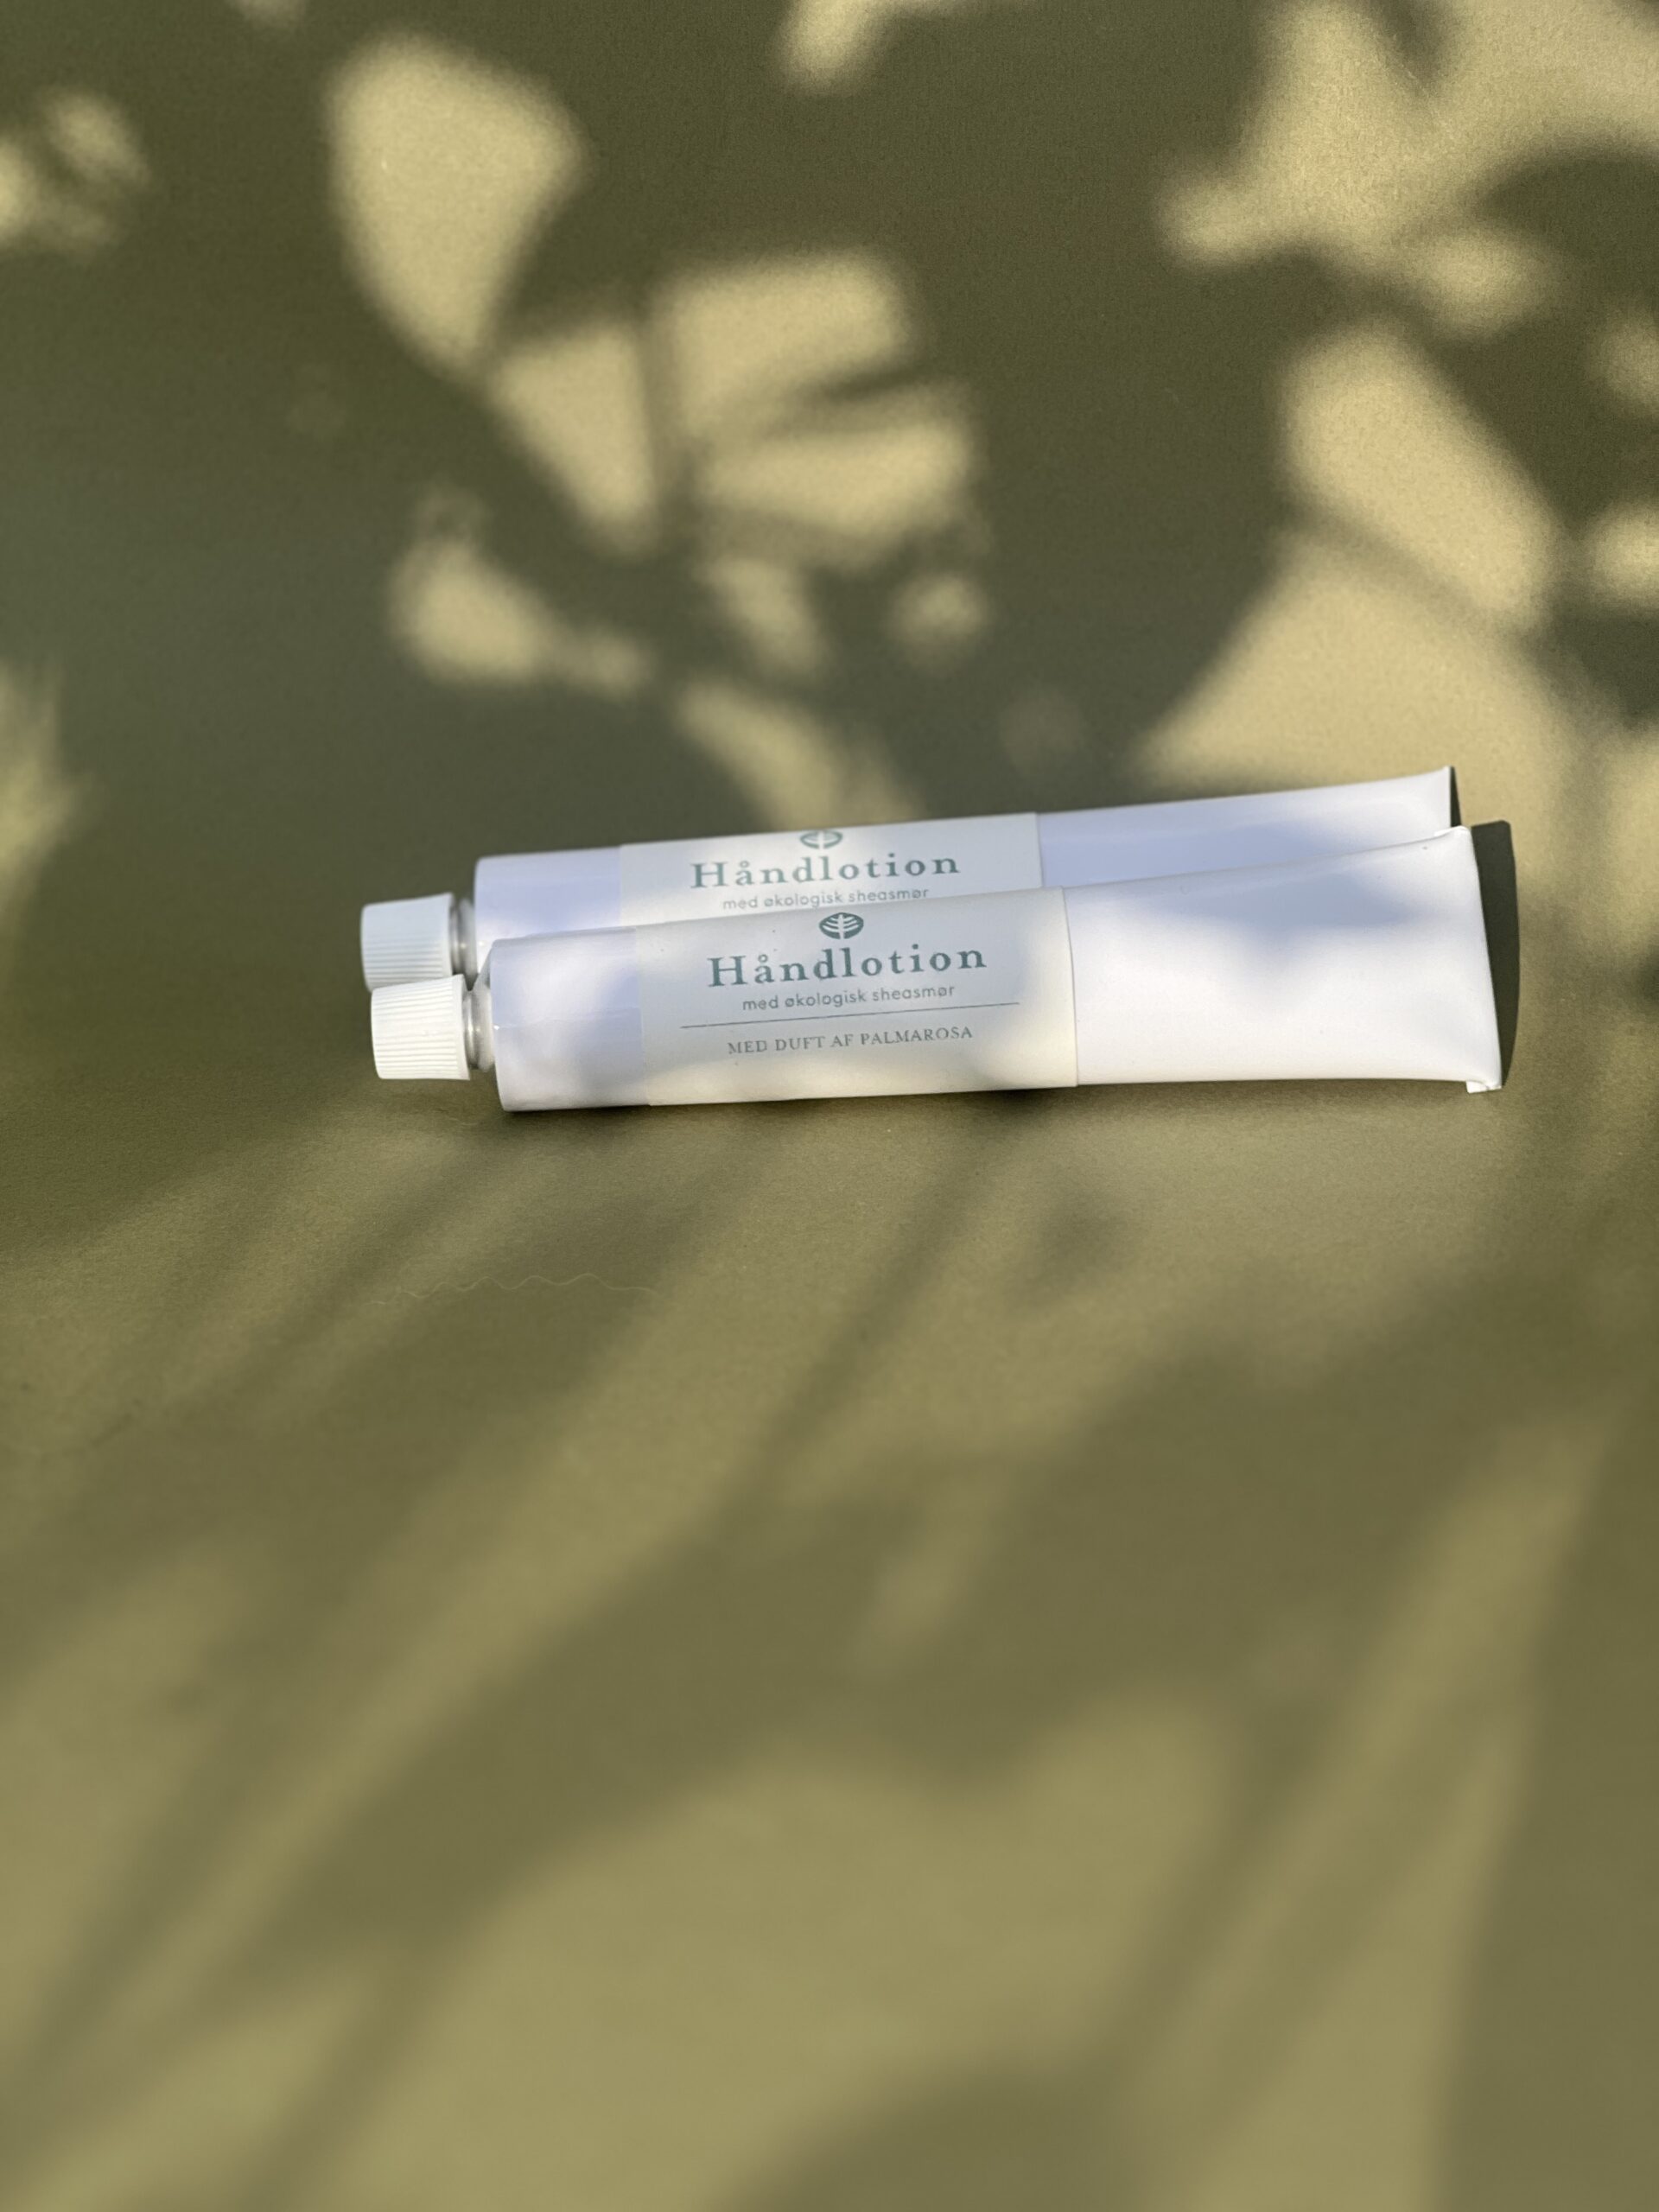 Håndlotion
med økologisk sheasmør
Håndlotion
med økologisk sheasmør
MED DUFT AF PALMAROSA